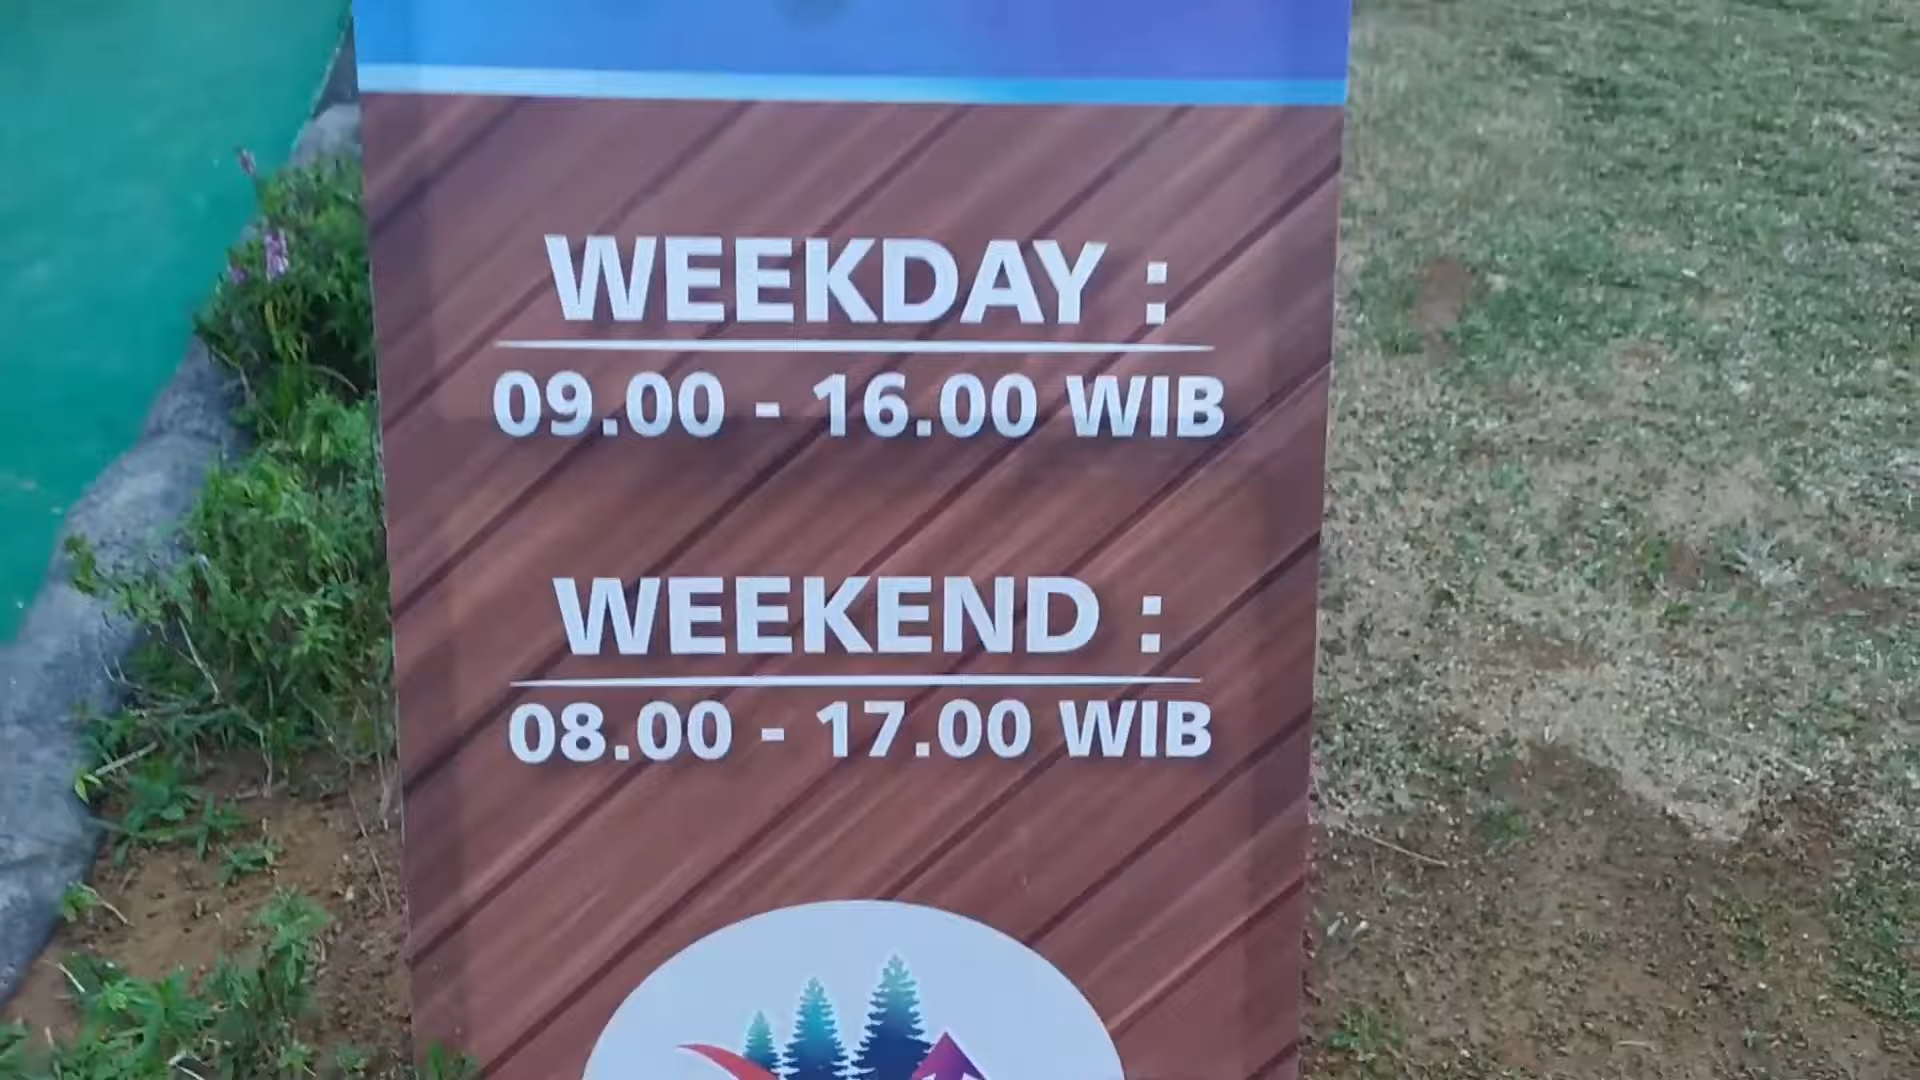 WEEKDAY :
09.00 - 16.00 WIB
WEEKEND :
08.00 - 17.00 WIB